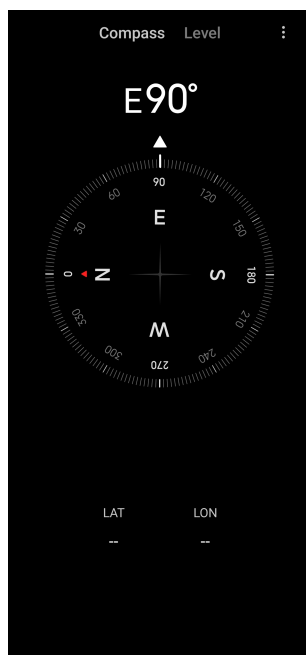 Compass Level
E90°
90
60 120
E
30 150
0 N S 180
330 210
W
300 240
270
LAT LON
-- --